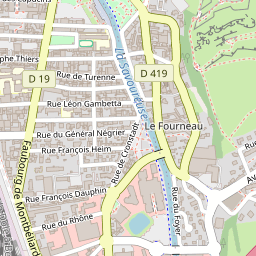 La Savoureuse
phe Thiers
D 19
Rue de Turenne
D 419
Rue Léon Gambetta
Le Fourneau
Rue du Général Négrier
Rue François Heim
Rue de Cronstadt
Faubourg de Montbéliard
Rue François Dauphin
Rue du Foyer
Rue du Rhône